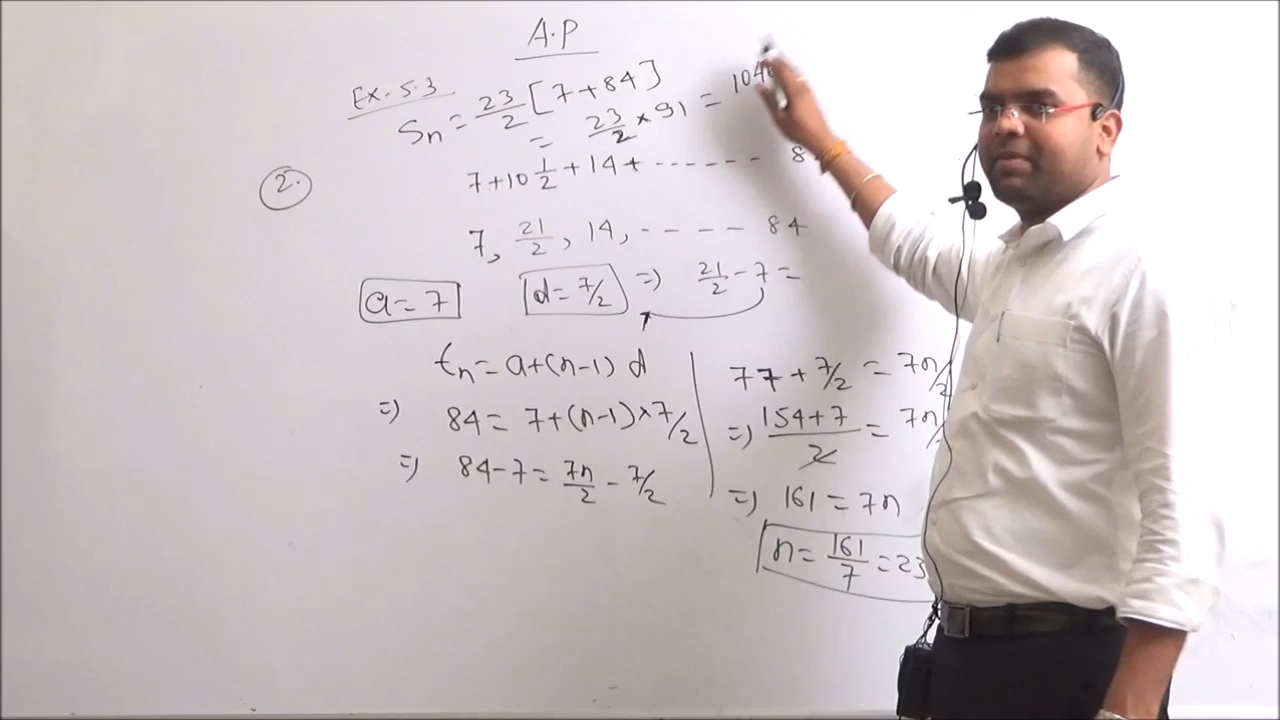 A.P
Ex. 5.3
Sn = 23/2 [7+84]
= 23/2 × 91 = 104
2.
7+10 1/2 + 14 + ------- 8
7, 21/2, 14, ---- 84
a = 7
d = 7/2 => 21/2 - 7 =
tn = a+(n-1) d
=> 84 = 7+(n-1)×7/2
=> 84-7 = 7n/2 - 7/2
77 + 7/2 = 7n/2
=> 154+7/2 = 7n/
=> 161 = 7n
n = 161/7 = 23